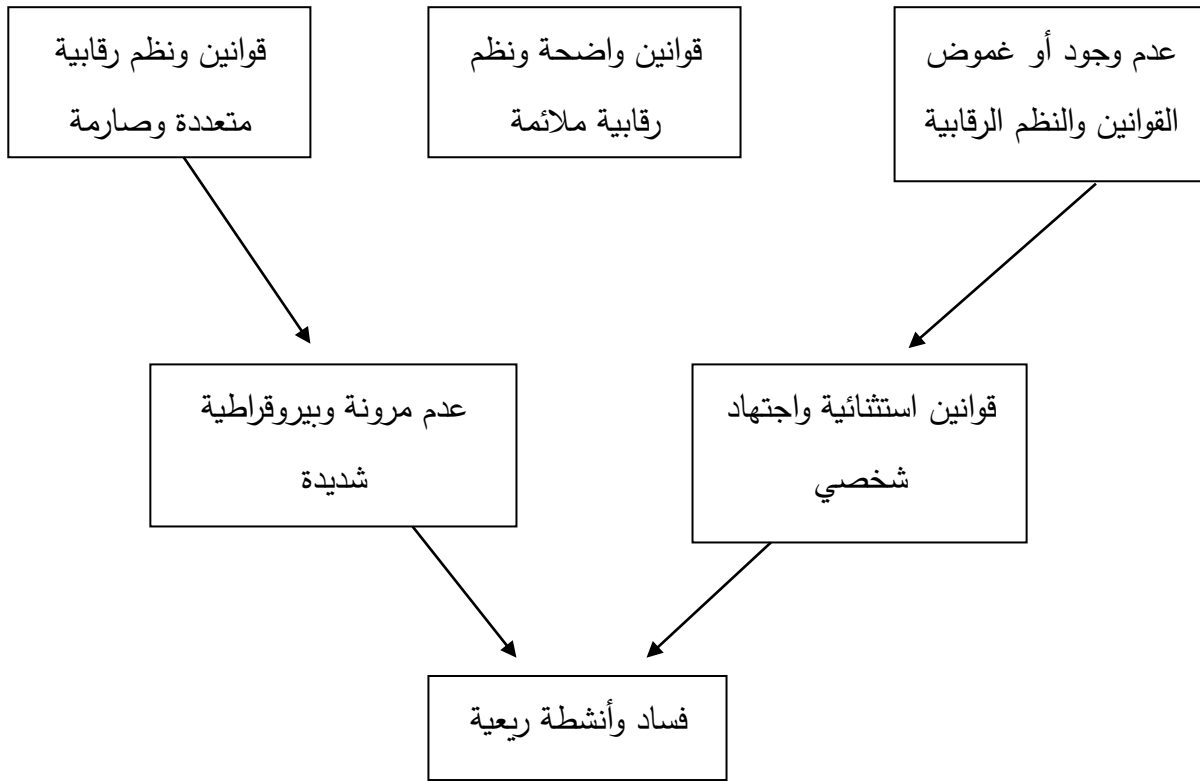 عدم وجود أو غموض
القوانين والنظم الرقابية
قوانين واضحة ونظم
رقابية ملائمة
قوانين ونظم رقابية
متعددة وصارمة
قوانين استثنائية واجتهاد
شخصي
عدم مرونة وبيروقراطية
شديدة
فساد وأنشطة ريعية